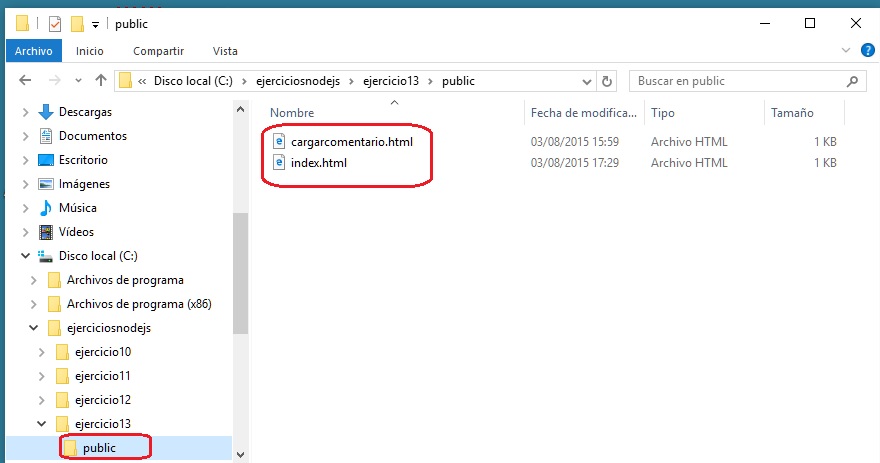 public
Archivo Inicio Compartir Vista
« Disco local (C:) › ejerciciosnodejs › ejercicio13 › public
Buscar en public
Nombre Fecha de modifica... Tipo Tamaño
cargarcomentario.html 03/08/2015 15:59 Archivo HTML 1 KB
index.html 03/08/2015 17:29 Archivo HTML 1 KB
Descargas
Documentos
Escritorio
Imágenes
Música
Vídeos
Disco local (C:)
Archivos de programa
Archivos de programa (x86)
ejerciciosnodejs
ejercicio10
ejercicio11
ejercicio12
ejercicio13
public